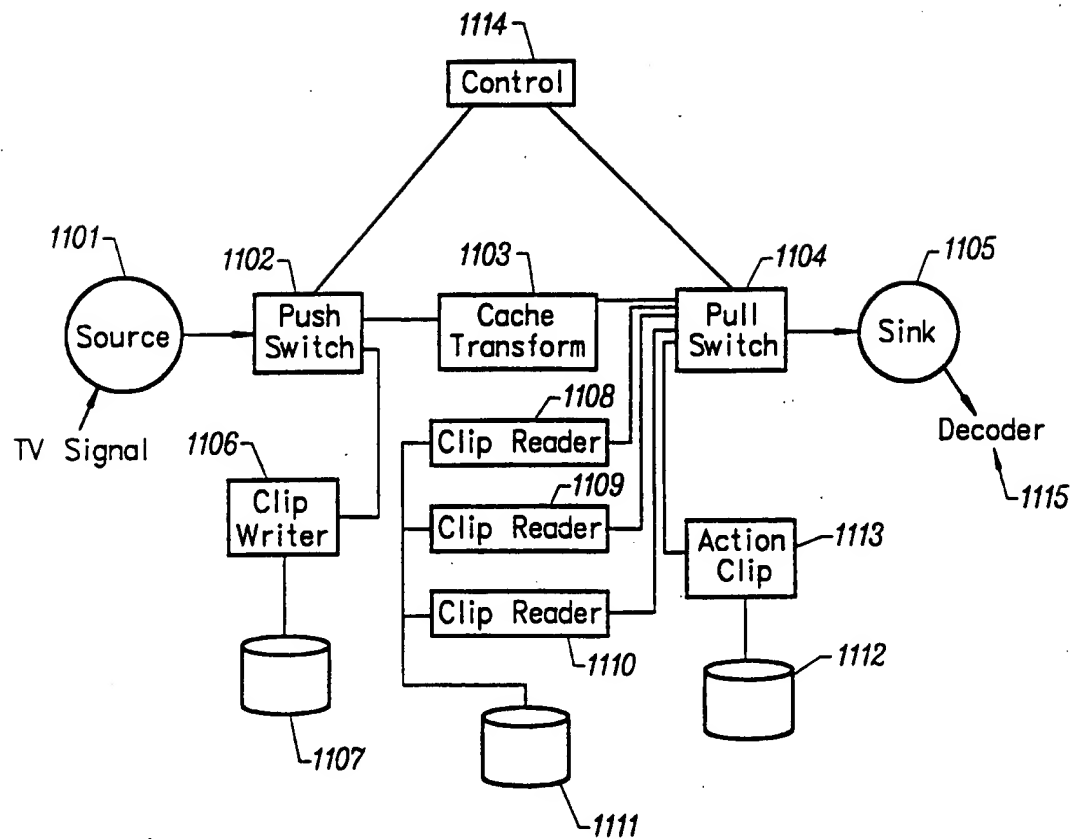 1114
Control
1101
1102
1103
1104
1105
Source
Push
Switch
Cache
Transform
Pull
Switch
Sink
TV Signal
1108
Clip Reader
Decoder
1115
1106
Clip
Writer
1109
Clip Reader
Action
Clip
1113
Clip Reader
1110
1107
1112
1111